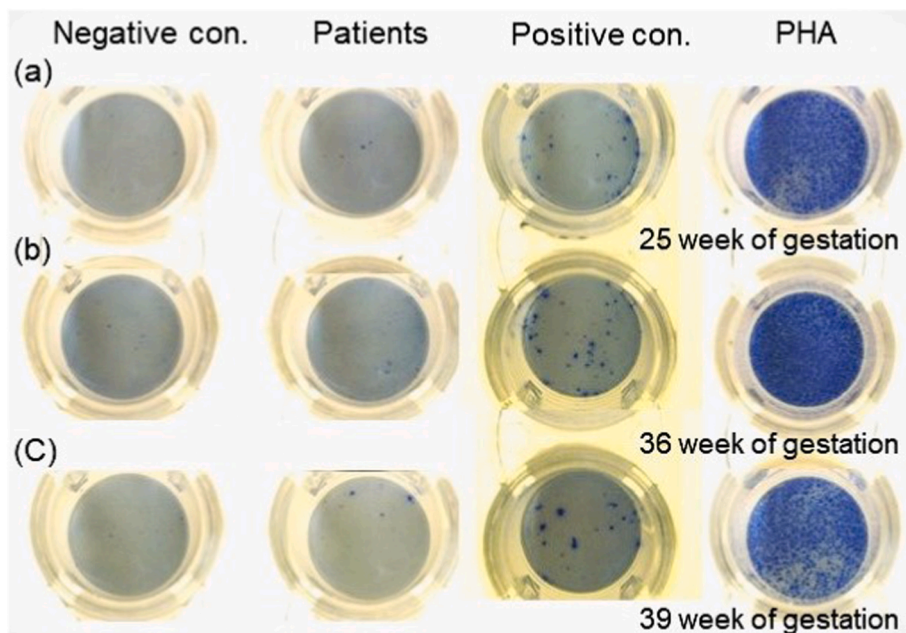 Negative con. Patients Positive con. PHA
(a)
25 week of gestation
(b)
36 week of gestation
(C)
39 week of gestation